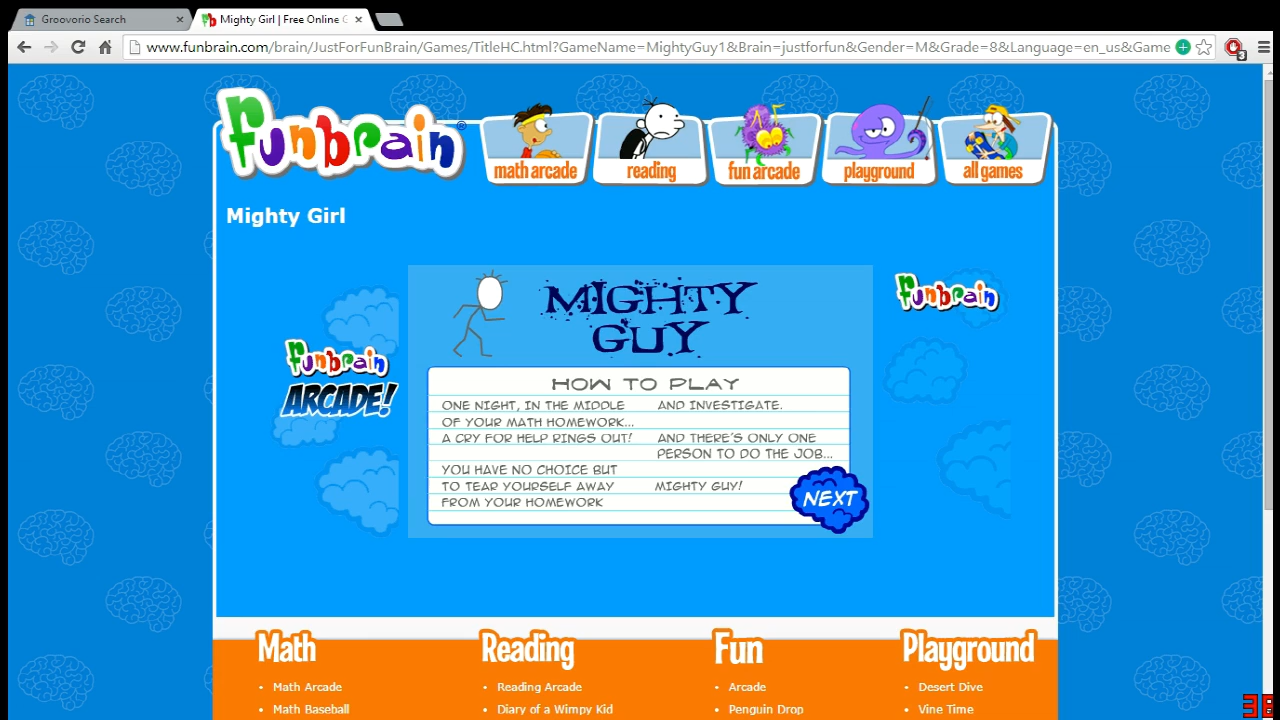 Groovorio Search
Mighty Girl | Free Online G
www.funbrain.com/brain/JustForFunBrain/Games/TitleHC.html?GameName=MightyGuy1&Brain=justforfun&Gender=M&Grade=8&Language=en_us&Game
3
funbrain®
math arcade
reading
fun arcade
playground
all games
Mighty Girl
funbrain
ARCADE!
MIGHTY
GUY
HOW TO PLAY
ONE NIGHT, IN THE MIDDLE
OF YOUR MATH HOMEWORK...
A CRY FOR HELP RINGS OUT!
YOU HAVE NO CHOICE BUT
TO TEAR YOURSELF AWAY
FROM YOUR HOMEWORK
AND INVESTIGATE.
AND THERE'S ONLY ONE
PERSON TO DO THE JOB...
MIGHTY GUY!
NEXT
funbrain
Math
Math Arcade
Math Baseball
Reading
Reading Arcade
Diary of a Wimpy Kid
Fun
Arcade
Penguin Drop
Playground
Desert Dive
Vine Time